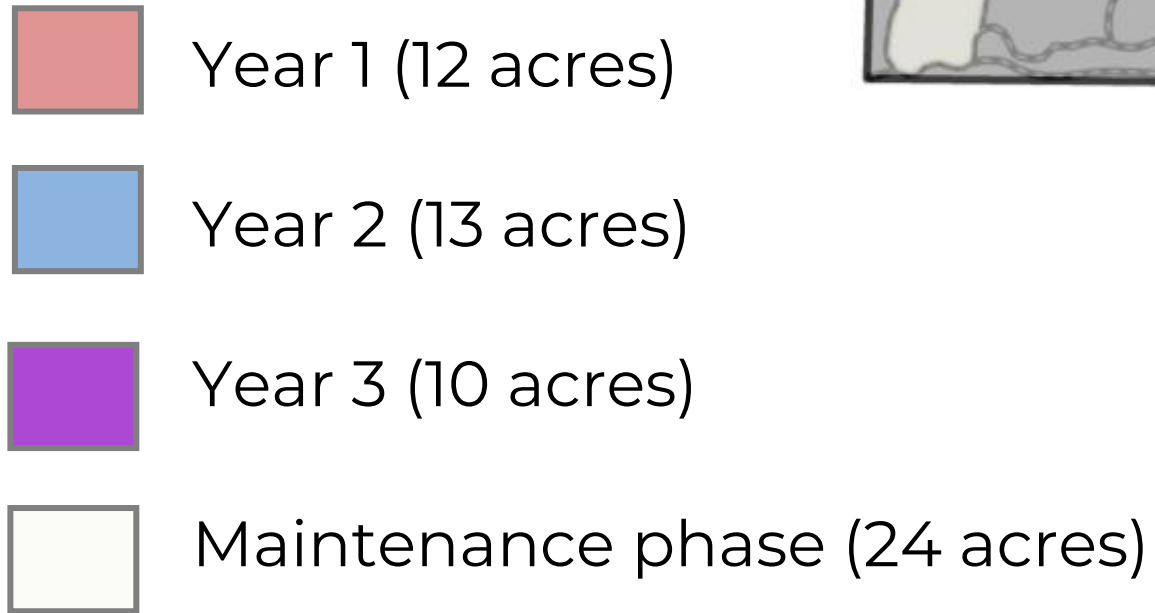 Year 1 (12 acres)
Year 2 (13 acres)
Year 3 (10 acres)
Maintenance phase (24 acres)